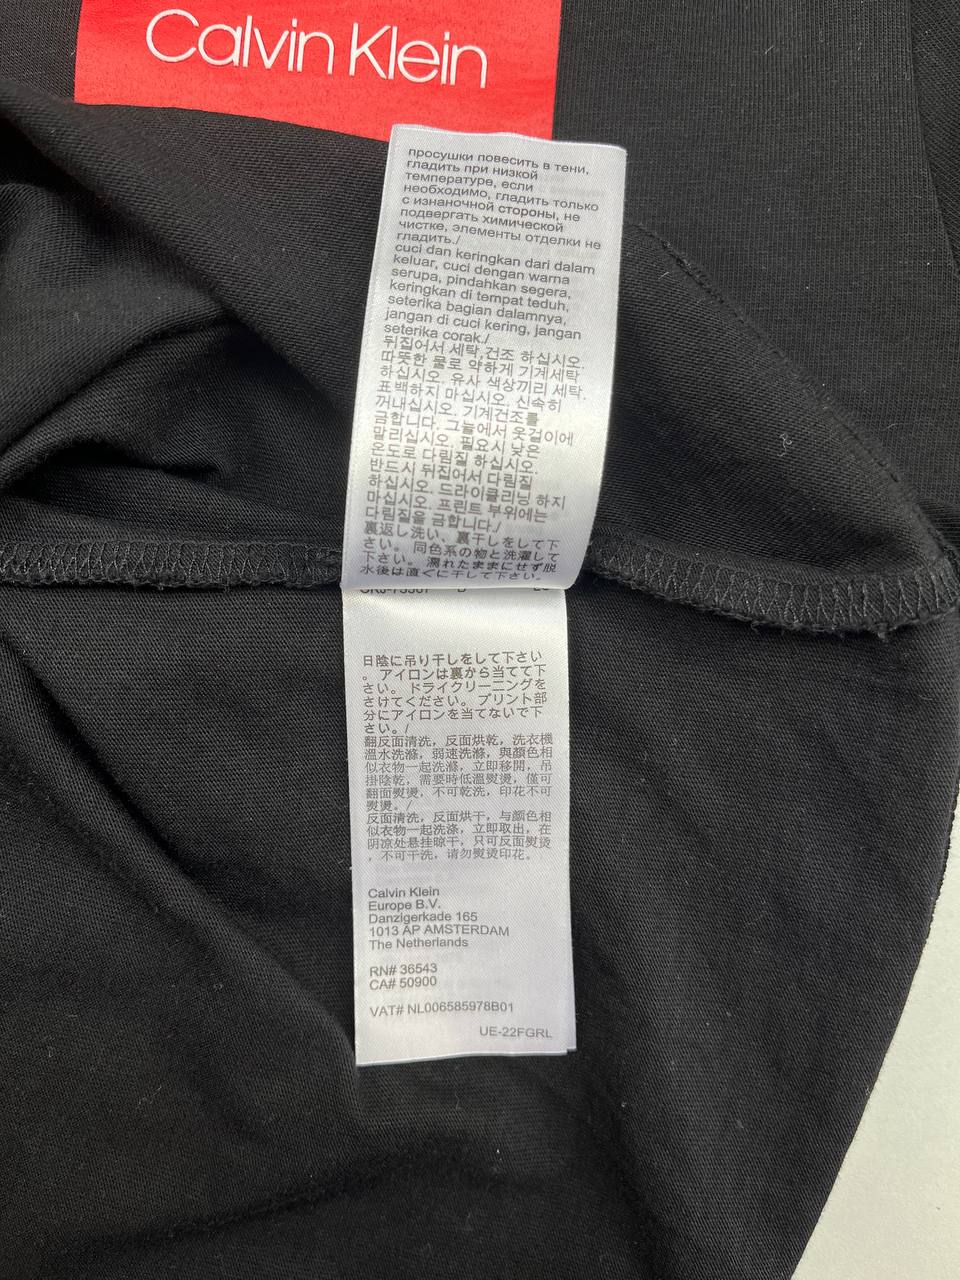 Calvin Klein
просушки повесить в тени,
гладить при низкой
температуре, если
необходимо, гладить только
с изнаночной стороны, не
подвергать химической
чистке, элементы отделки не
гладить./
cuci dan keringkan dari dalam
keluar, cuci dengan warna
serupa, pindahkan segera,
keringkan di tempat teduh,
seterika bagian dalamnya,
jangan di cuci kering, jangan
seterika corak./
뒤집어서 세탁,건조 하십시오.
따뜻한 물로 약하게 기계세탁
하십시오. 유사 색상끼리 세탁.
표백하지 마십시오. 신속히
꺼내십시오. 기계건조를
금합니다. 그늘에서 옷걸이에
말리십시오. 필요시 낮은
온도로 다림질 하십시오.
반드시 뒤집어서 다림질
하십시오. 드라이클리닝 하지
마십시오. 프린트 부위에는
다림질을 금합니다./
裏返し洗い、裏干しをして下
さい。 同色系の物と洗濯して
下さい。 濡れたままにせず脱
水後は直ぐに干して下さい。
日陰に吊り干しをして下さい
。 アイロンは裏から当てて下
さい。 ドライクリーニングを
さけてください。 プリント部
分にアイロンを当てないで下
さい。/
翻反面清洗，反面烘乾，洗衣機
溫水洗滌，弱速洗滌，與顏色相
似衣物一起洗滌，立即移開，吊
掛陰乾，需要時低溫熨燙，僅可
翻面熨燙，不可乾洗，印花不可
熨燙。/
反面清洗，反面烘干，与颜色相
似衣物一起洗涤，立即取出，在
阴凉处悬挂晾干，只可反面熨烫
，不可干洗，请勿熨烫印花。
Calvin Klein
Europe B.V.
Danzigerkade 165
1013 AP AMSTERDAM
The Netherlands
RN# 36543
CA# 50900
VAT# NL006585978B01
UE-22FGRL